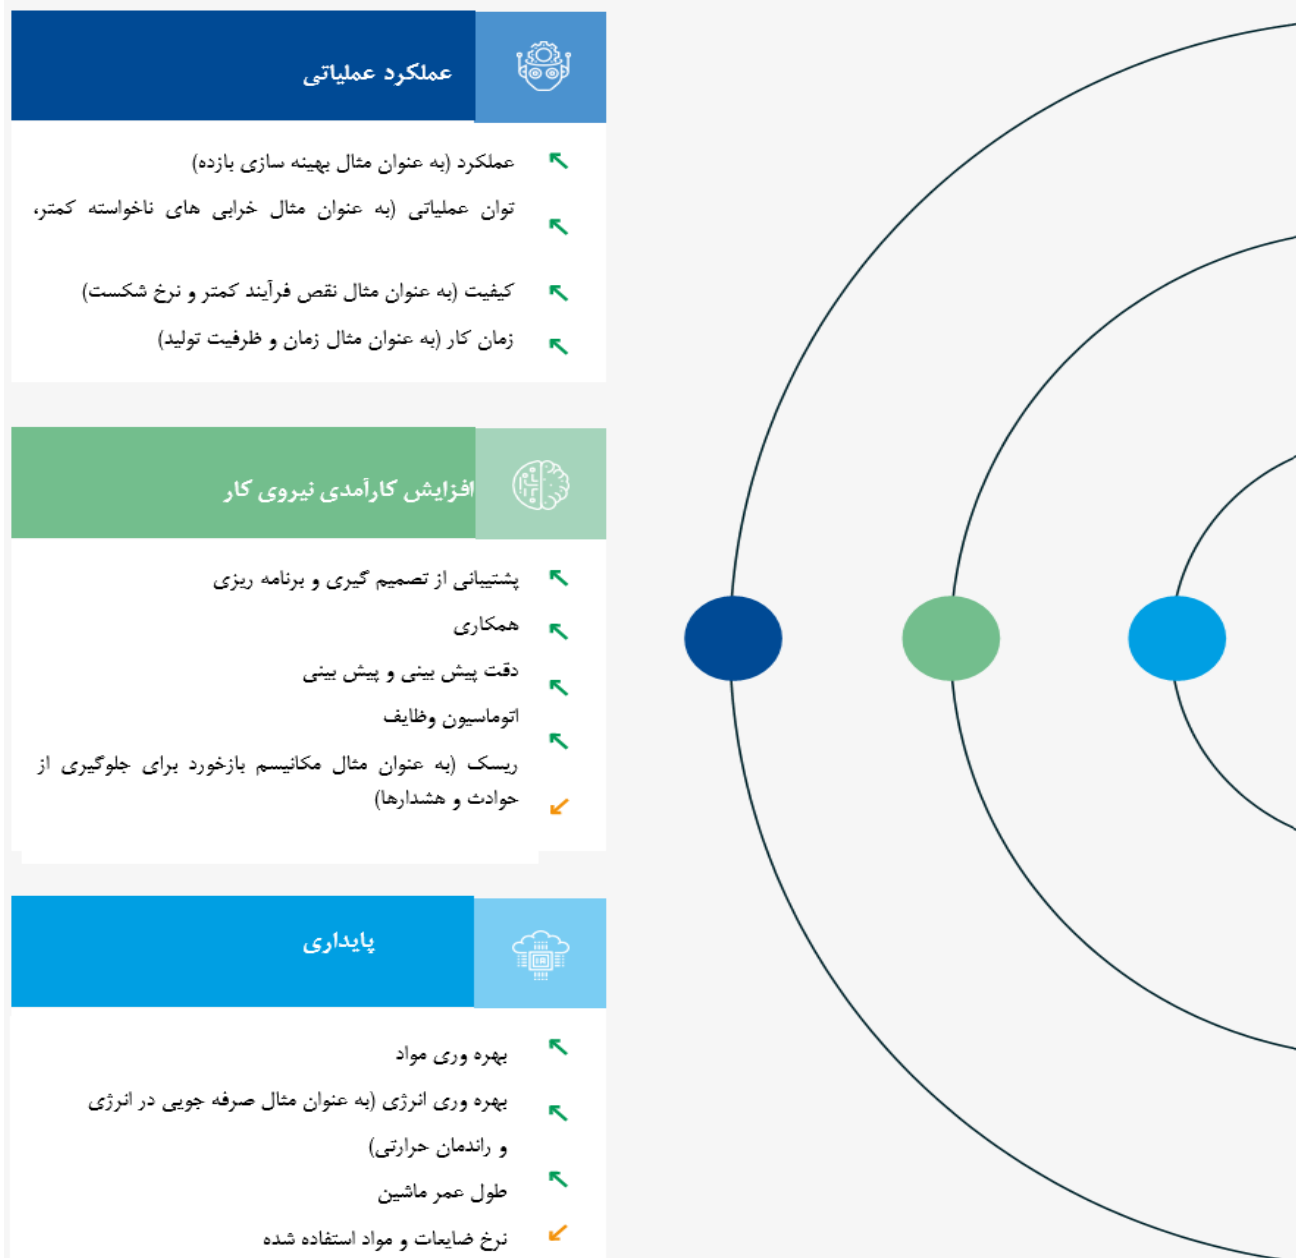 عملکرد عملیاتی
عملکرد (به عنوان مثال بهینه سازی بازده)
توان عملیاتی (به عنوان مثال خرابی های ناخواسته کمتر،
کیفیت (به عنوان مثال نقص فرآیند کمتر و نرخ شکست)
زمان کار (به عنوان مثال زمان و ظرفیت تولید)
افزایش کارآمدی نیروی کار
پشتیبانی از تصمیم گیری و برنامه ریزی
همکاری
دقت پیش بینی و پیش بینی
اتوماسیون وظایف
ریسک (به عنوان مثال مکانیسم بازخورد برای جلوگیری از
حوادث و هشدارها)
پایداری
بهره وری مواد
بهره وری انرژی (به عنوان مثال صرفه جویی در انرژی
و راندمان حرارتی)
طول عمر ماشین
نرخ ضایعات و مواد استفاده شده